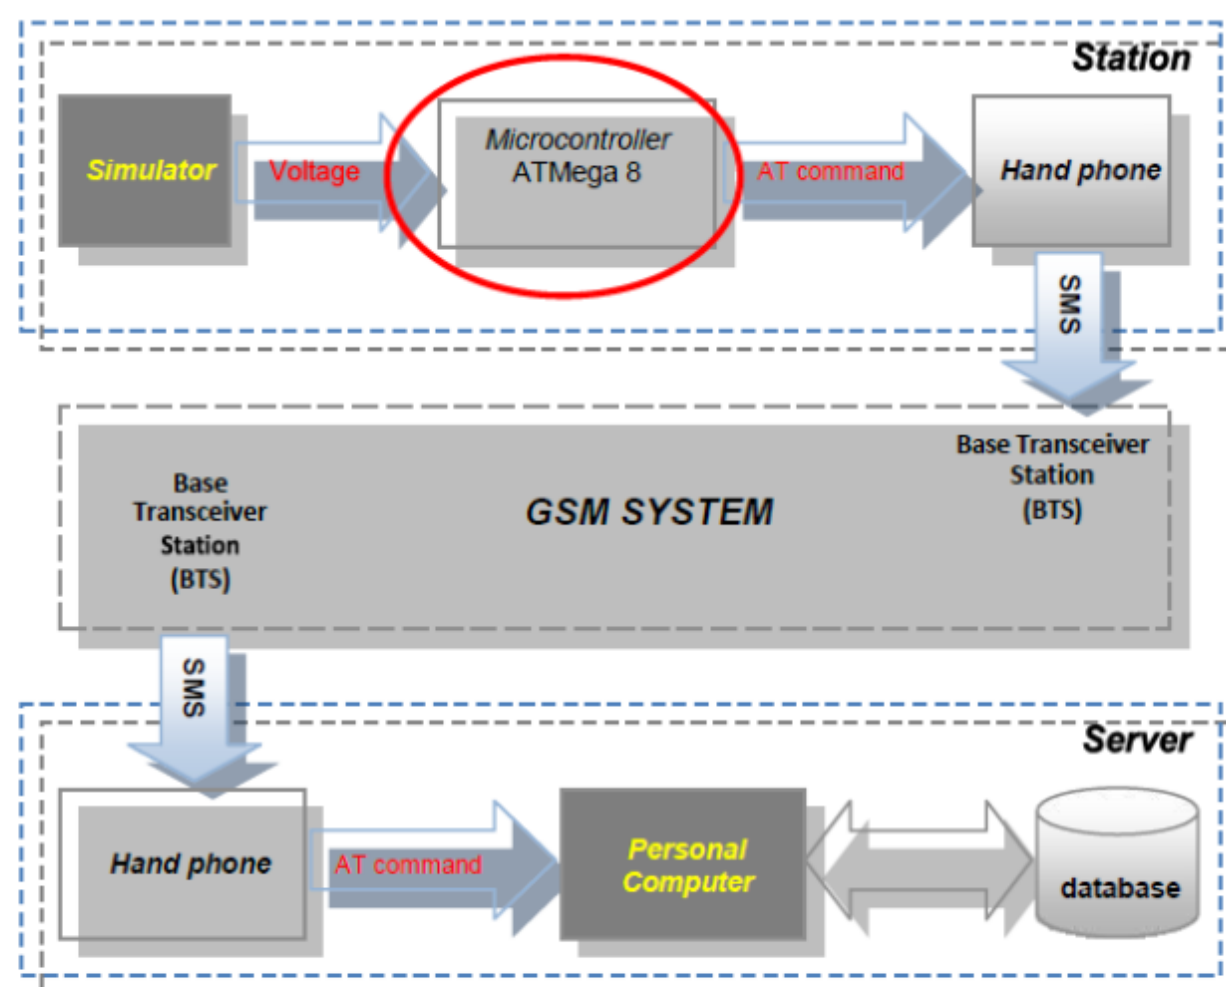 Station
Simulator
Voltage
Microcontroller
ATMega 8
AT command
Hand phone
SMS
Base Transceiver
Station
(BTS)
GSM SYSTEM
Base
Transceiver
Station
(BTS)
SMS
Server
Hand phone
AT command
Personal
Computer
database